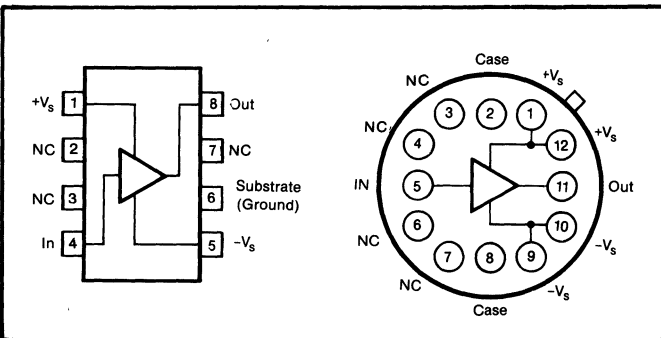 +Vs 1
8 Out
NC 2
7 NC
NC 3
6 Substrate
(Ground)
In 4
5 −Vs
Case
NC
+Vs
3
2
1
NC
+Vs
4
12
IN
5
11
Out
6
10
NC
−Vs
7
8
9
NC
−Vs
Case